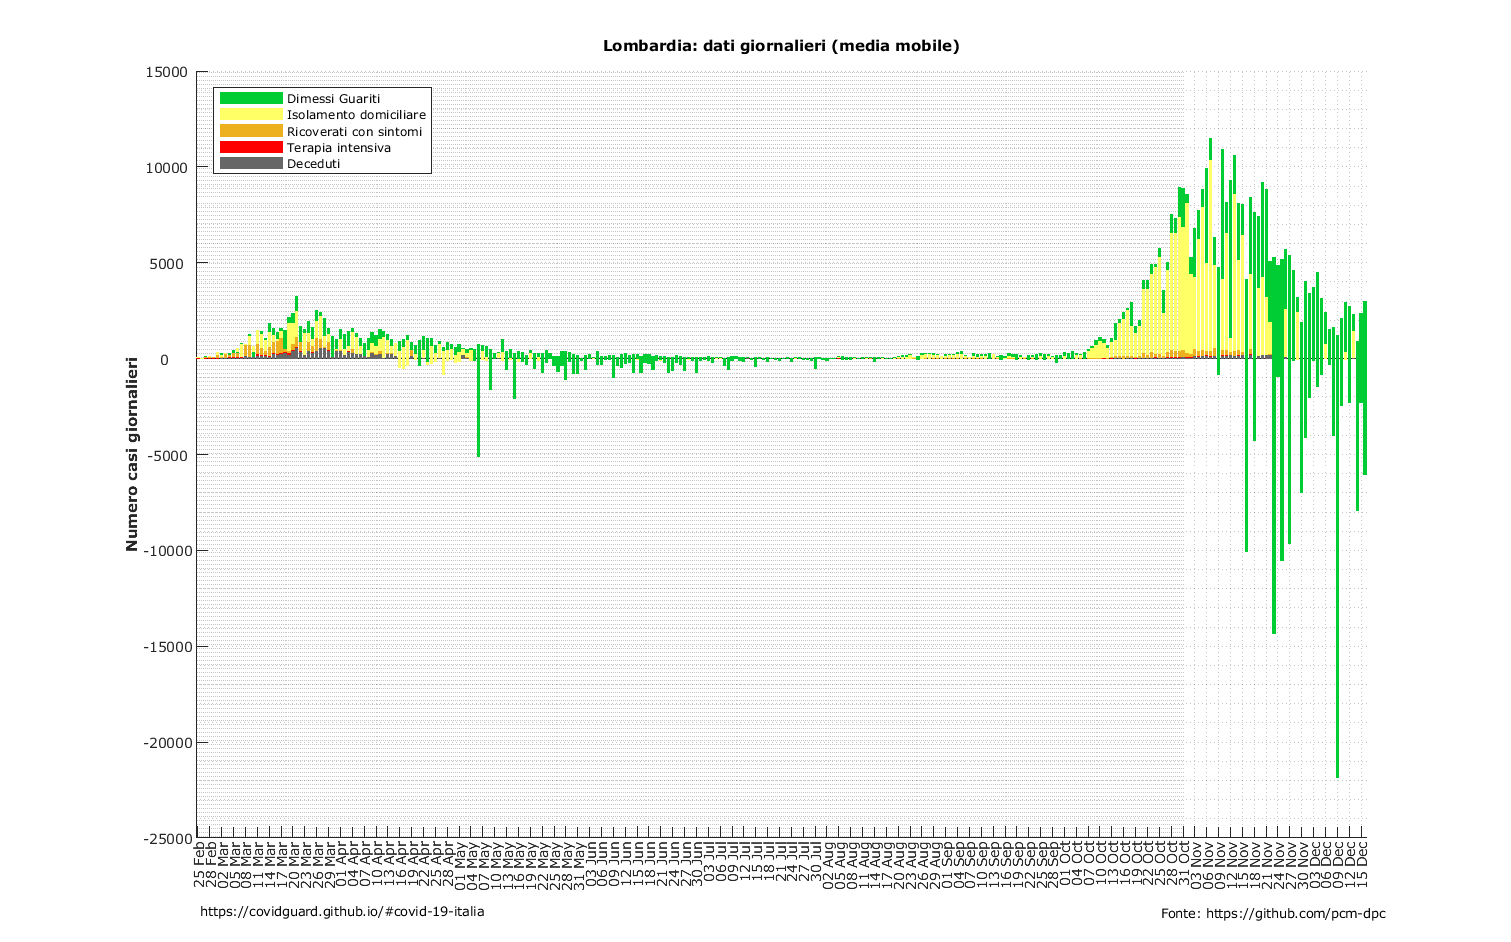 Lombardia: dati giornalieri (media mobile)
15000
10000
5000
0
-5000
-10000
-15000
-20000
-25000
Numero casi giornalieri
Dimessi Guariti
Isolamento domiciliare
Ricoverati con sintomi
Terapia intensiva
Deceduti
25 Feb
28 Feb
02 Mar
05 Mar
08 Mar
11 Mar
14 Mar
17 Mar
20 Mar
23 Mar
26 Mar
29 Mar
01 Apr
04 Apr
07 Apr
10 Apr
13 Apr
16 Apr
19 Apr
22 Apr
25 Apr
28 Apr
01 May
04 May
07 May
10 May
13 May
16 May
19 May
22 May
25 May
28 May
31 May
03 Jun
06 Jun
09 Jun
12 Jun
15 Jun
18 Jun
21 Jun
24 Jun
27 Jun
30 Jun
03 Jul
06 Jul
09 Jul
12 Jul
15 Jul
18 Jul
21 Jul
24 Jul
27 Jul
30 Jul
02 Aug
05 Aug
08 Aug
11 Aug
14 Aug
17 Aug
20 Aug
23 Aug
26 Aug
29 Aug
01 Sep
04 Sep
07 Sep
10 Sep
13 Sep
16 Sep
19 Sep
22 Sep
25 Sep
28 Sep
01 Oct
04 Oct
07 Oct
10 Oct
13 Oct
16 Oct
19 Oct
22 Oct
25 Oct
28 Oct
31 Oct
03 Nov
06 Nov
09 Nov
12 Nov
15 Nov
18 Nov
21 Nov
24 Nov
27 Nov
30 Nov
03 Dec
06 Dec
09 Dec
12 Dec
15 Dec
https://covidguard.github.io/#covid-19-italia
Fonte: https://github.com/pcm-dpc